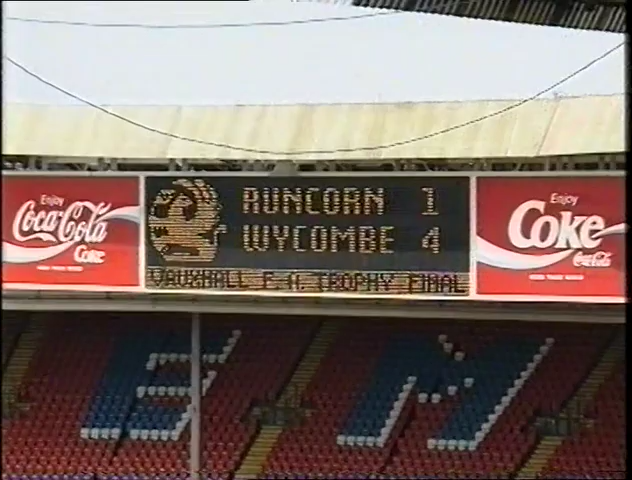 Enjoy
Coca-Cola
Coke
RUNCORN 1
WYCOMBE 4
VAUXHALL F.A. TROPHY FINAL
Enjoy
Coke
Coca-Cola
E M